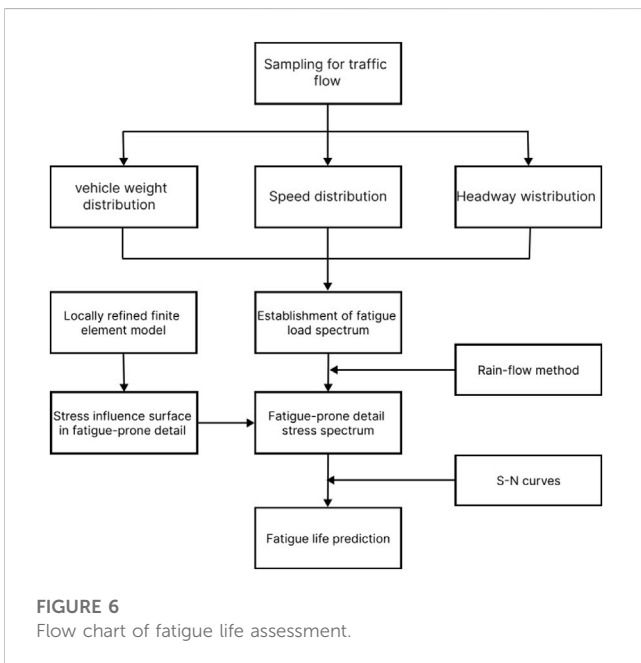 Sampling for traffic
flow
vehicle weight
distribution
Speed distribution
Headway wistribution
Locally refined finite
element model
Establishment of fatigue
load spectrum
Rain-flow method
Stress influence surface
in fatigue-prone detail
Fatigue-prone detail
stress spectrum
S-N curves
Fatigue life prediction
FIGURE 6
Flow chart of fatigue life assessment.